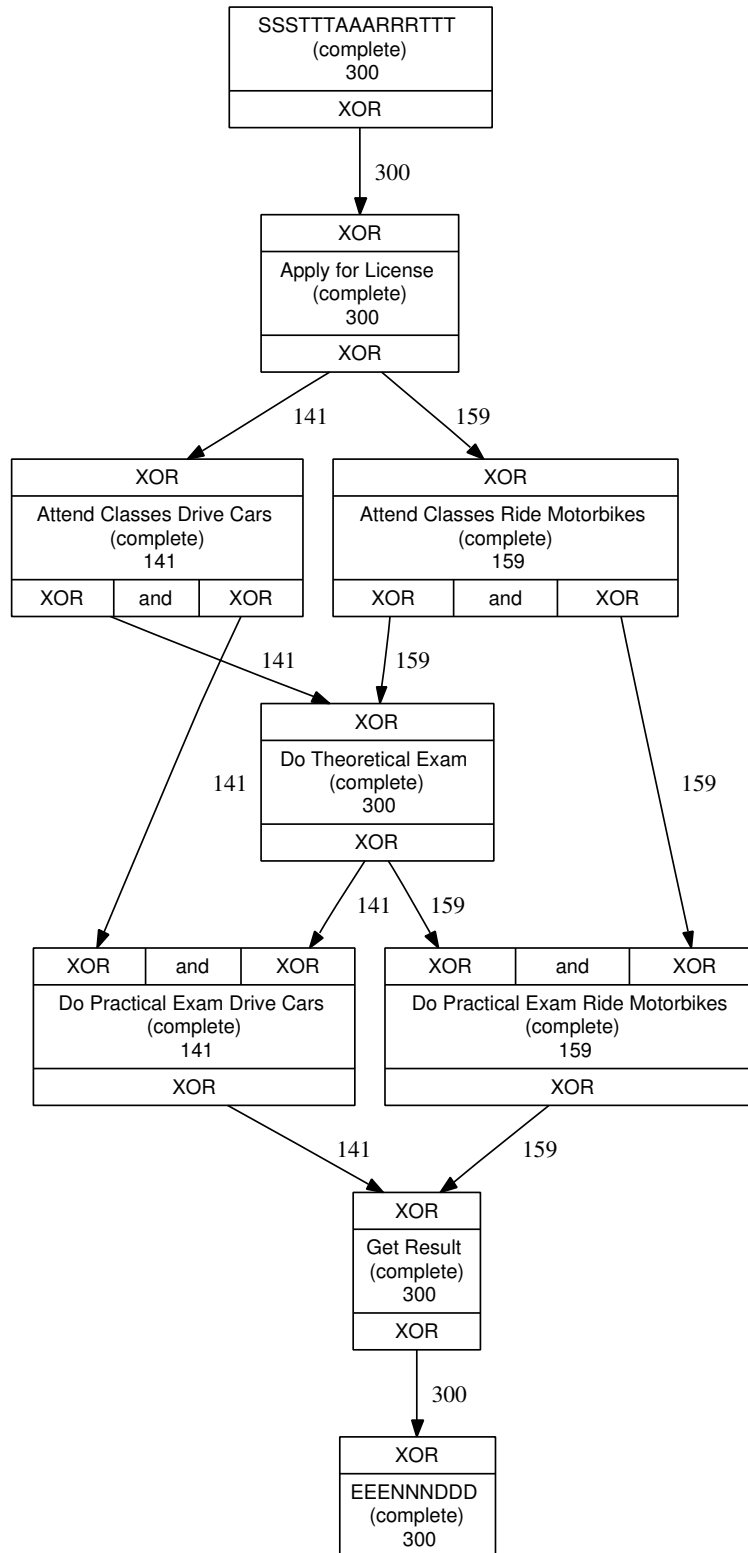 SSSTTTAAARRRTTT
(complete)
300
XOR
300
XOR
Apply for License
(complete)
300
XOR
141
159
XOR
Attend Classes Drive Cars
(complete)
141
XOR and XOR
XOR
Attend Classes Ride Motorbikes
(complete)
159
XOR and XOR
141
159
XOR
Do Theoretical Exam
(complete)
300
XOR
141
159
141
159
XOR and XOR
Do Practical Exam Drive Cars
(complete)
141
XOR
XOR and XOR
Do Practical Exam Ride Motorbikes
(complete)
159
XOR
141
159
XOR
Get Result
(complete)
300
XOR
300
XOR
EEENNNDDD
(complete)
300